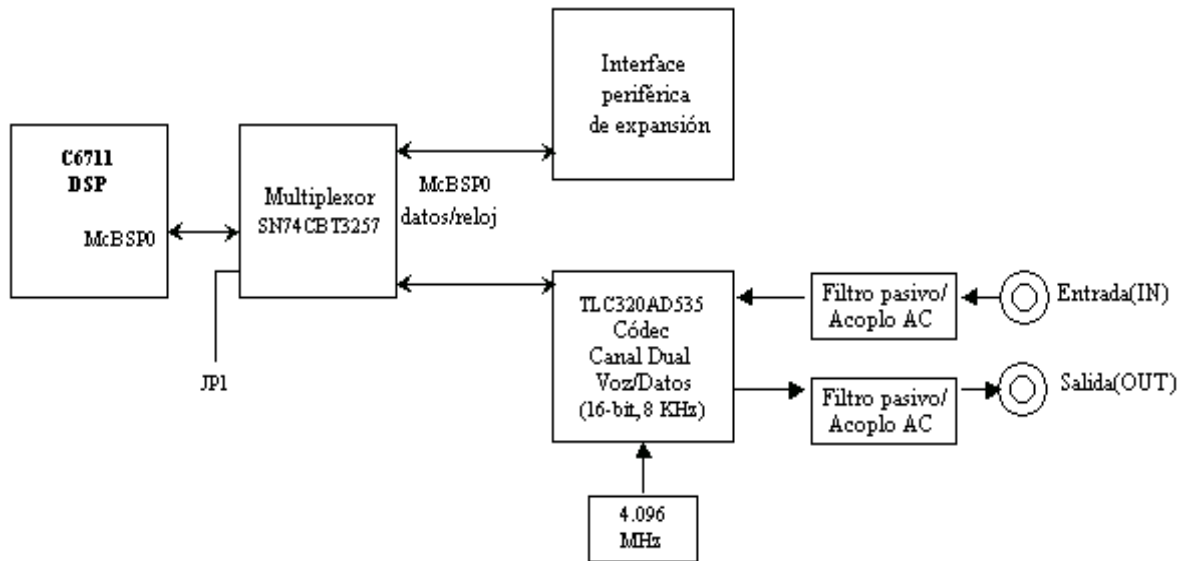 Interface
periférica
de expansión
C6711
DSP
McBSP0
Multiplexor
SN74CBT3257
McBSP0
datos/reloj
JP1
TLC320AD535
Códec
Canal Dual
Voz/Datos
(16-bit, 8 KHz)
Filtro pasivo/
Acoplo AC
Entrada(IN)
Filtro pasivo/
Acoplo AC
Salida(OUT)
4.096
MHz